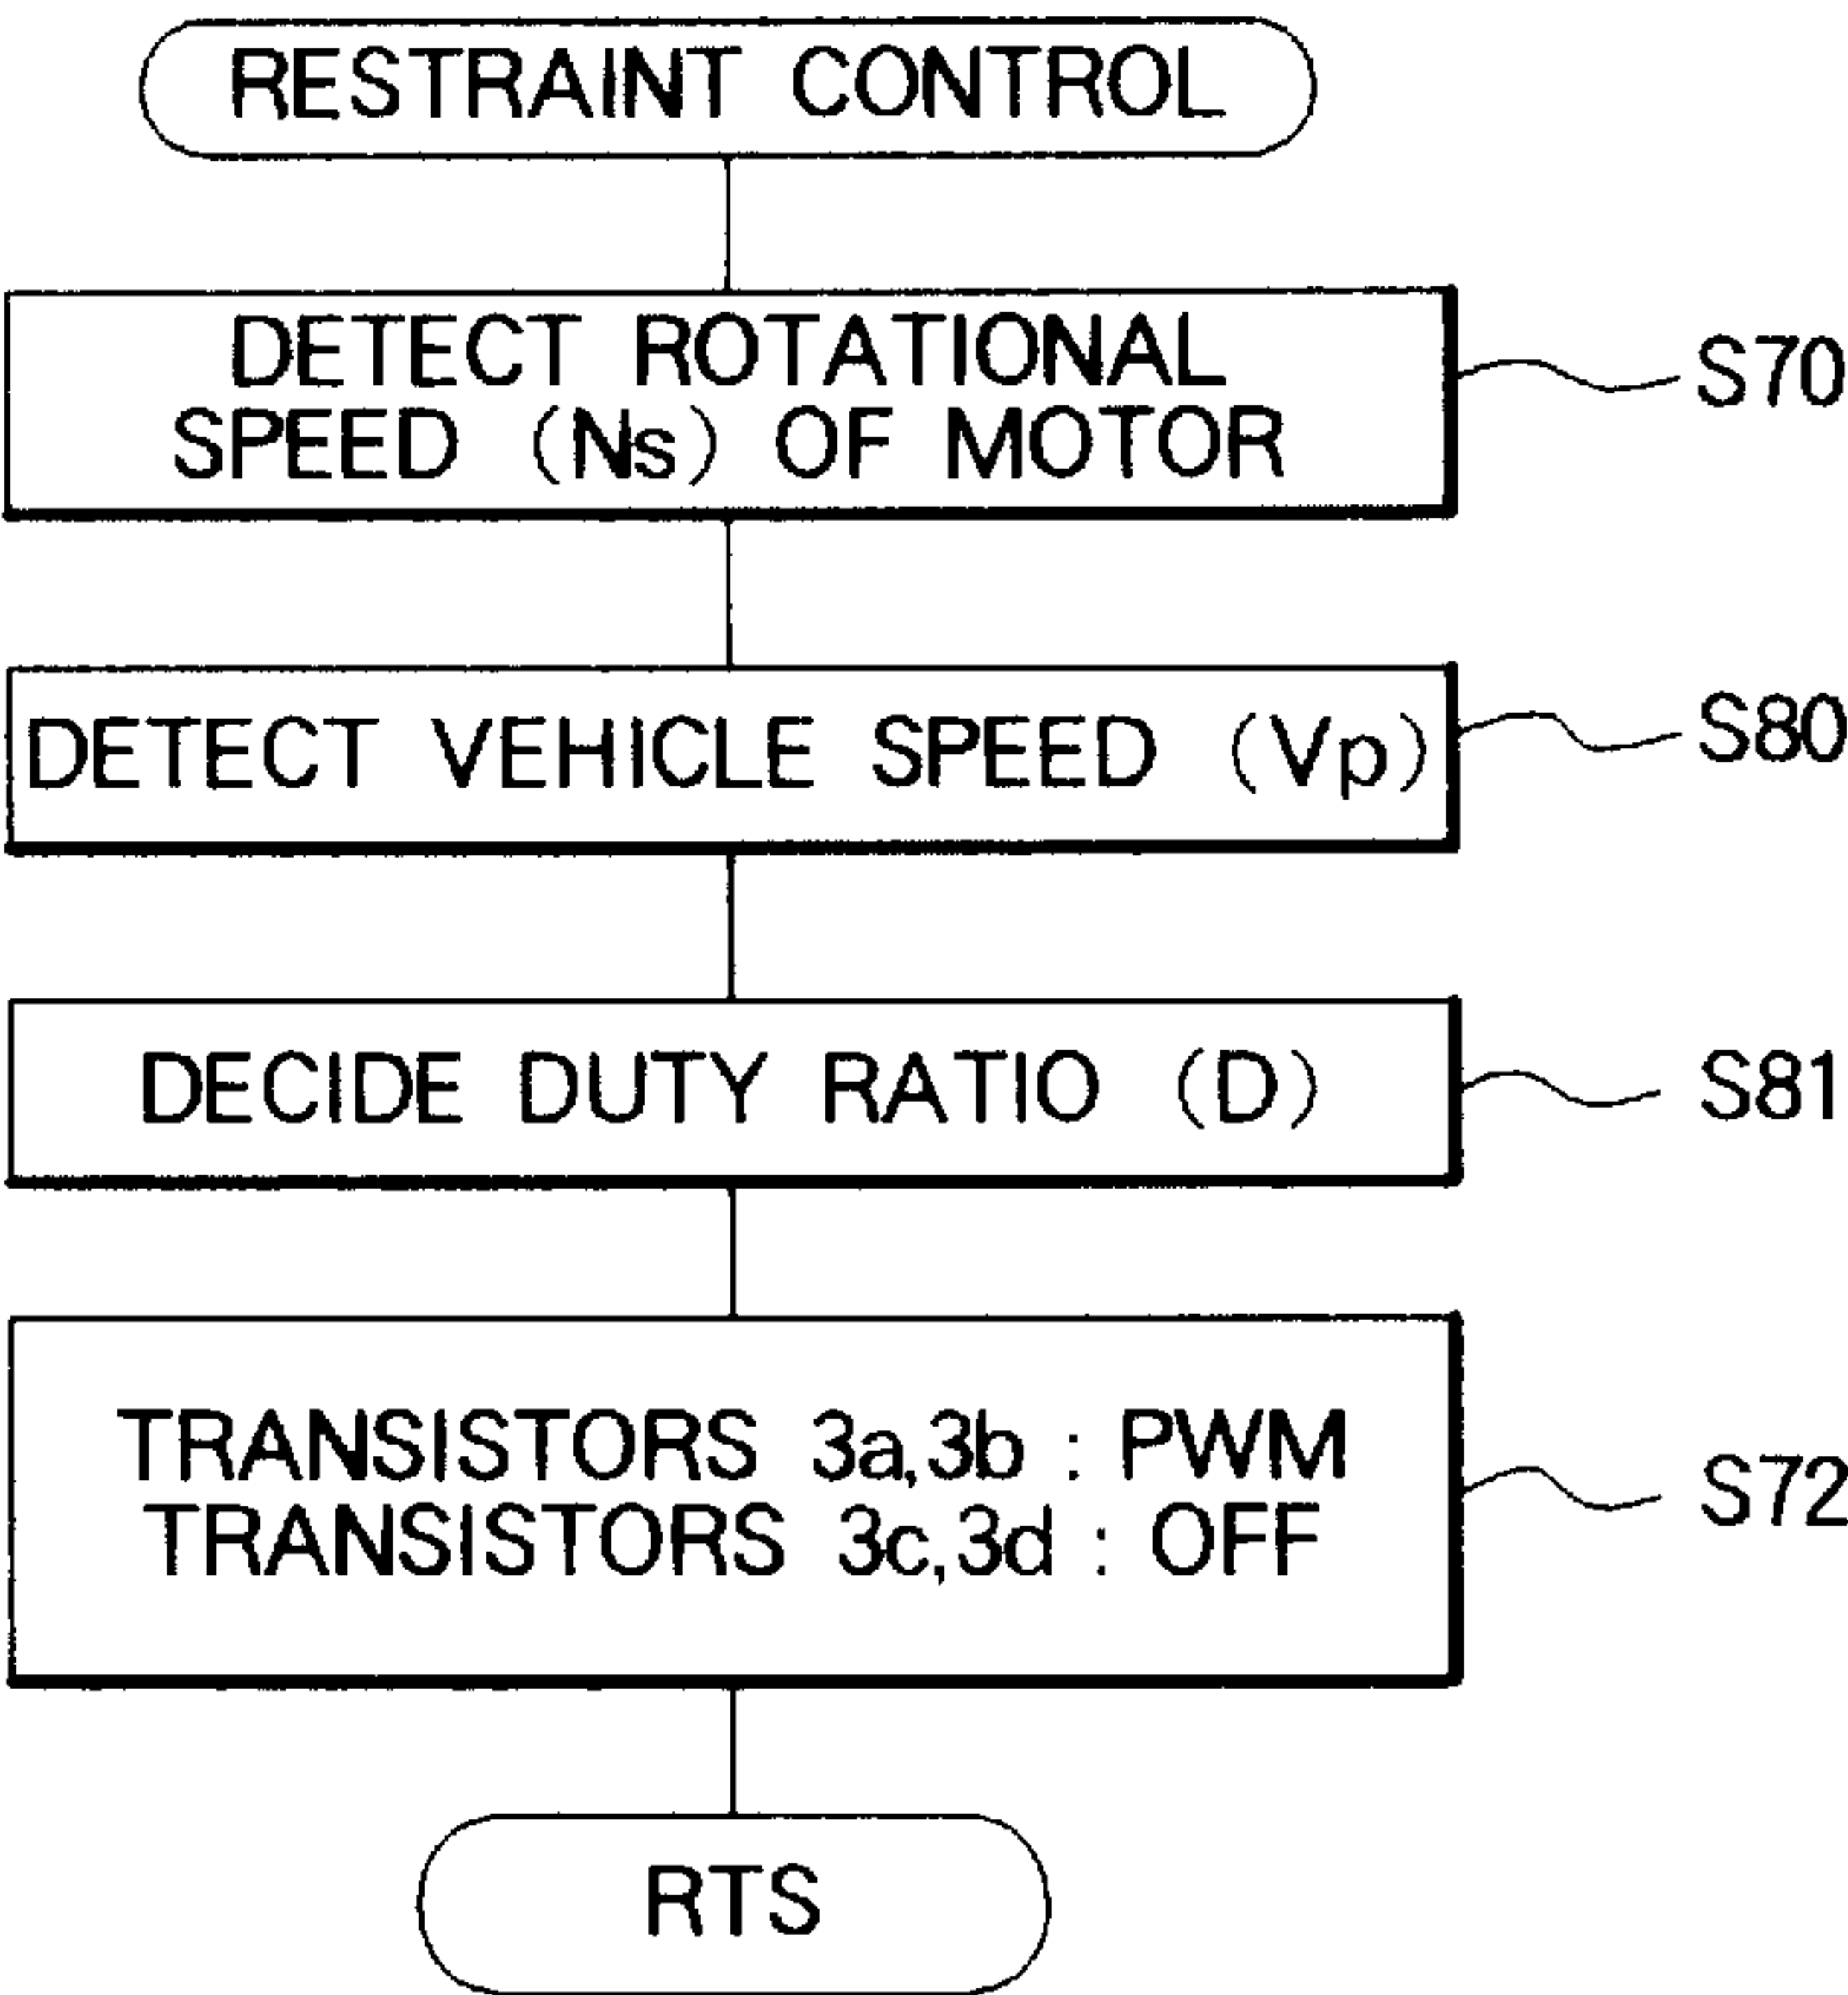 RESTRAINT CONTROL
DETECT ROTATIONAL
SPEED (Ns) OF MOTOR
S70
DETECT VEHICLE SPEED (Vp)
S80
DECIDE DUTY RATIO (D)
S81
TRANSISTORS 3a,3b : PWM
TRANSISTORS 3c,3d : OFF
S72
RTS